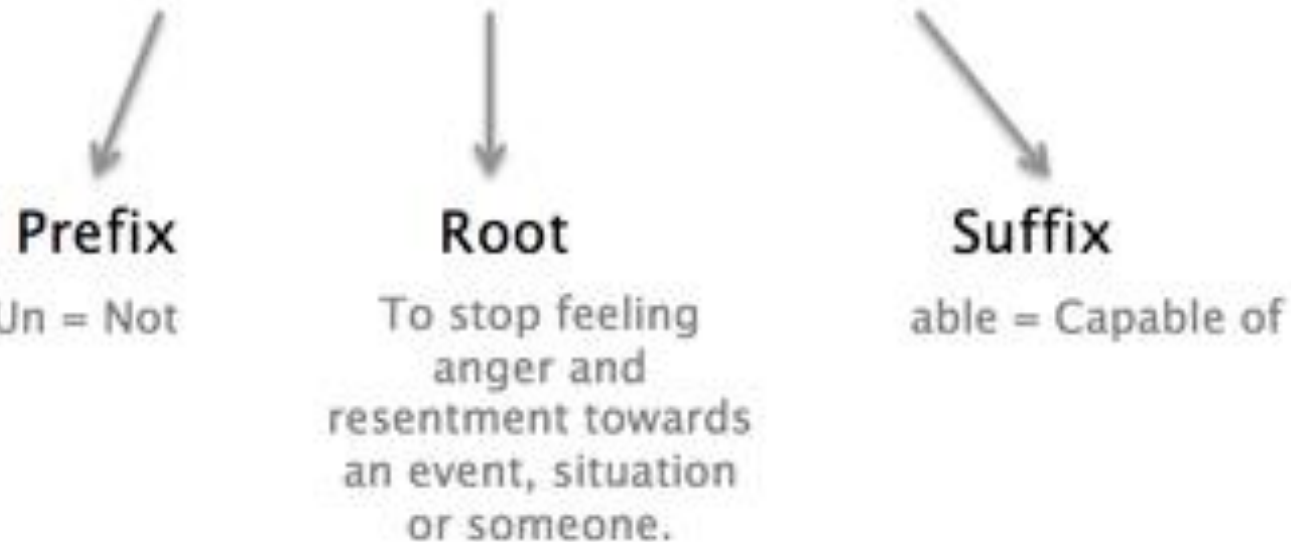 Prefix
Root
Suffix
Un = Not
To stop feeling
anger and
resentment towards
an event, situation
or someone.
able = Capable of